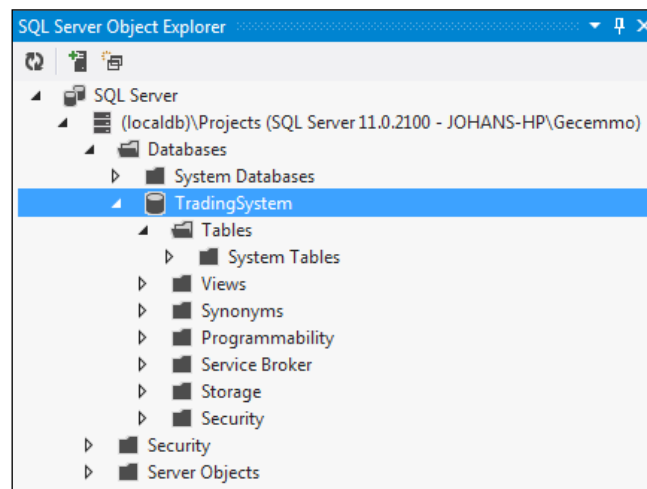 SQL Server Object Explorer
SQL Server
(localdb)\Projects (SQL Server 11.0.2100 - JOHANS-HP\Gecemmo)
Databases
System Databases
TradingSystem
Tables
System Tables
Views
Synonyms
Programmability
Service Broker
Storage
Security
Security
Server Objects